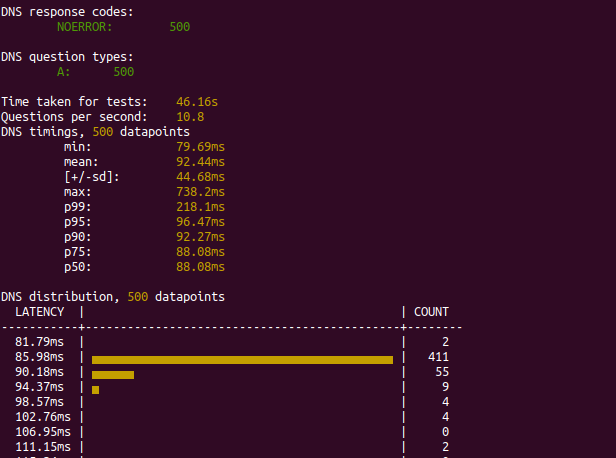 DNS response codes:
NOERROR: 500
DNS question types:
A: 500
Time taken for tests: 46.16s
Questions per second: 10.8
DNS timings, 500 datapoints
min: 79.69ms
mean: 92.44ms
[+/-sd]: 44.68ms
max: 738.2ms
p99: 218.1ms
p95: 96.47ms
p90: 92.27ms
p75: 88.08ms
p50: 88.08ms
DNS distribution, 500 datapoints
LATENCY | | COUNT
-----------+---------------------------------------------+--------
81.79ms | | 2
85.98ms | | 411
90.18ms | | 55
94.37ms | | 9
98.57ms | | 4
102.76ms | | 4
106.95ms | | 0
111.15ms | | 2